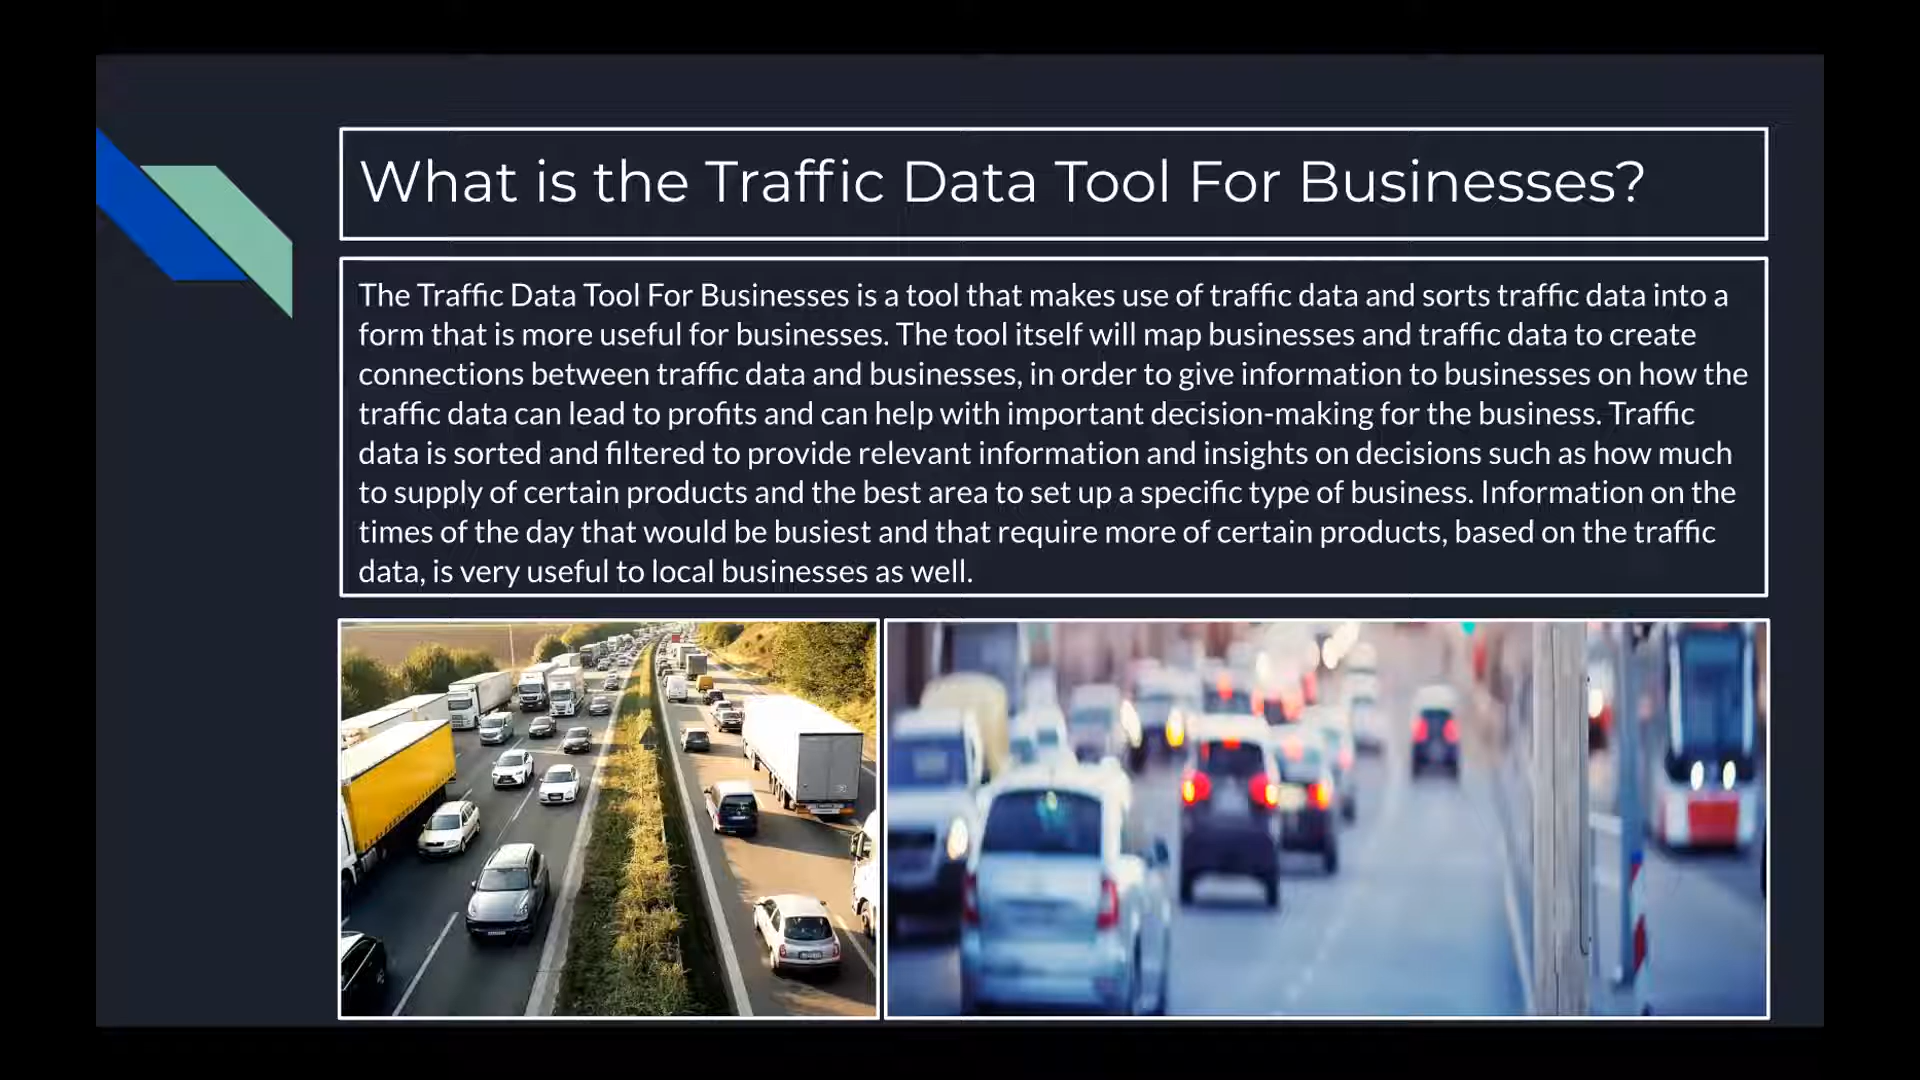 What is the Traffic Data Tool For Businesses?
The Traffic Data Tool For Businesses is a tool that makes use of traffic data and sorts traffic data into a
form that is more useful for businesses. The tool itself will map businesses and traffic data to create
connections between traffic data and businesses, in order to give information to businesses on how the
traffic data can lead to profits and can help with important decision-making for the business. Traffic
data is sorted and filtered to provide relevant information and insights on decisions such as how much
to supply of certain products and the best area to set up a specific type of business. Information on the
times of the day that would be busiest and that require more of certain products, based on the traffic
data, is very useful to local businesses as well.